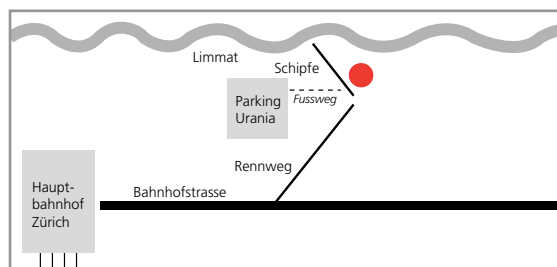 Limmat
Schipfe
Parking
Urania
Fussweg
Rennweg
Haupt-
bahnhof
Zürich
Bahnhofstrasse